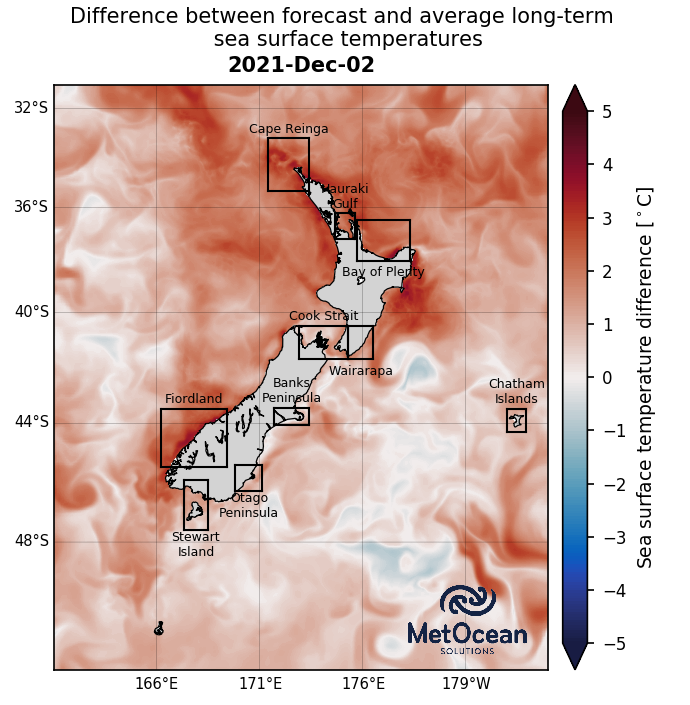 Difference between forecast and average long-term
sea surface temperatures
2021-Dec-02
32°S
36°S
40°S
44°S
48°S
166°E
171°E
176°E
179°W
Cape Reinga
Hauraki
Gulf
Bay of Plenty
Cook Strait
Wairarapa
Banks
Peninsula
Fiordland
Chatham
Islands
Otago
Peninsula
Stewart
Island
MetOcean
SOLUTIONS
5
4
3
2
1
0
−1
−2
−3
−4
−5
Sea surface temperature difference [°C]